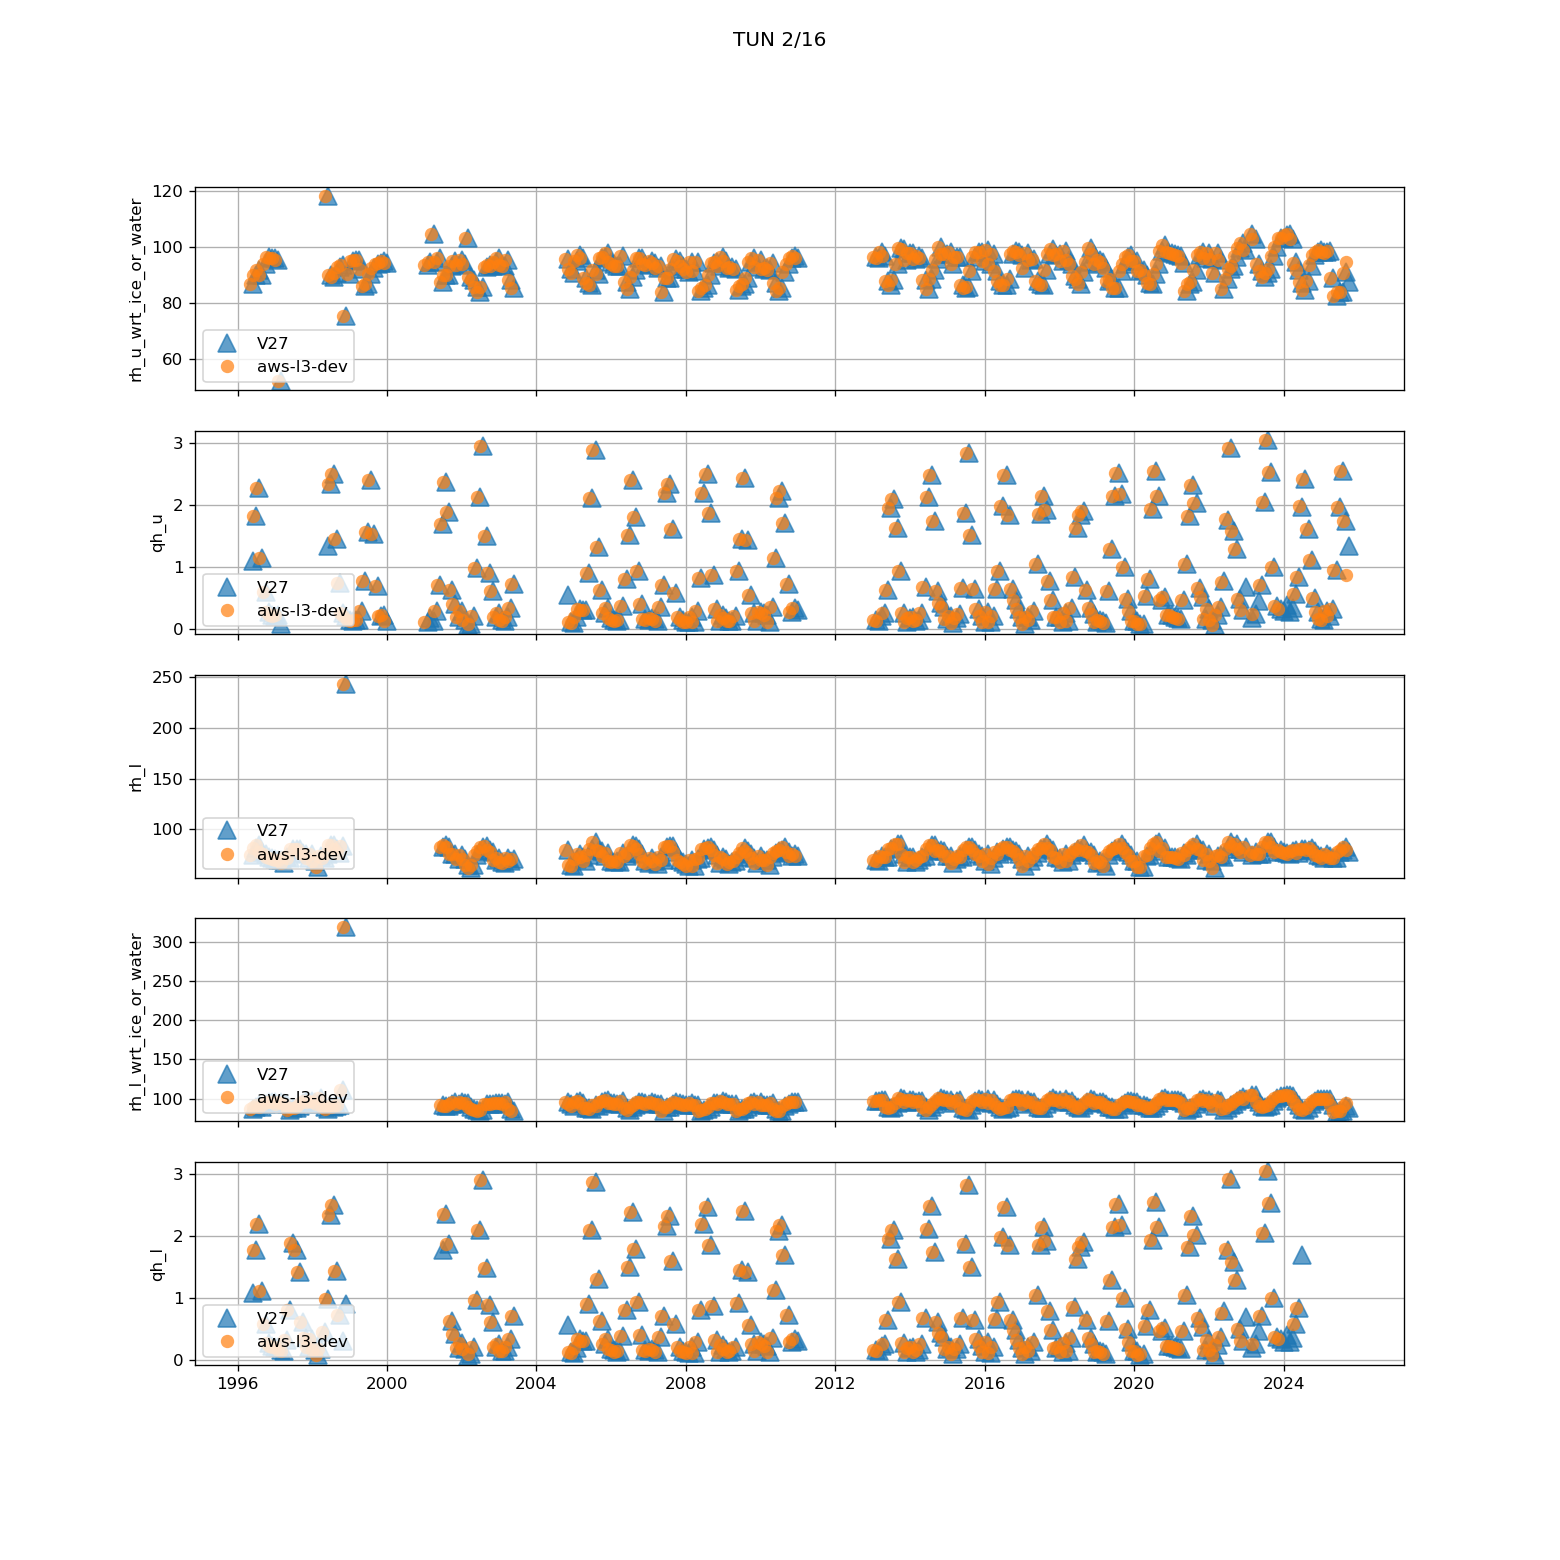 TUN 2/16
rh_u_wrt_ice_or_water
120
100
80
60
V27
aws-l3-dev
qh_u
3
2
1
0
V27
aws-l3-dev
rh_l
250
200
150
100
V27
aws-l3-dev
rh_l_wrt_ice_or_water
300
250
200
150
100
V27
aws-l3-dev
qh_l
3
2
1
0
V27
aws-l3-dev
1996 2000 2004 2008 2012 2016 2020 2024